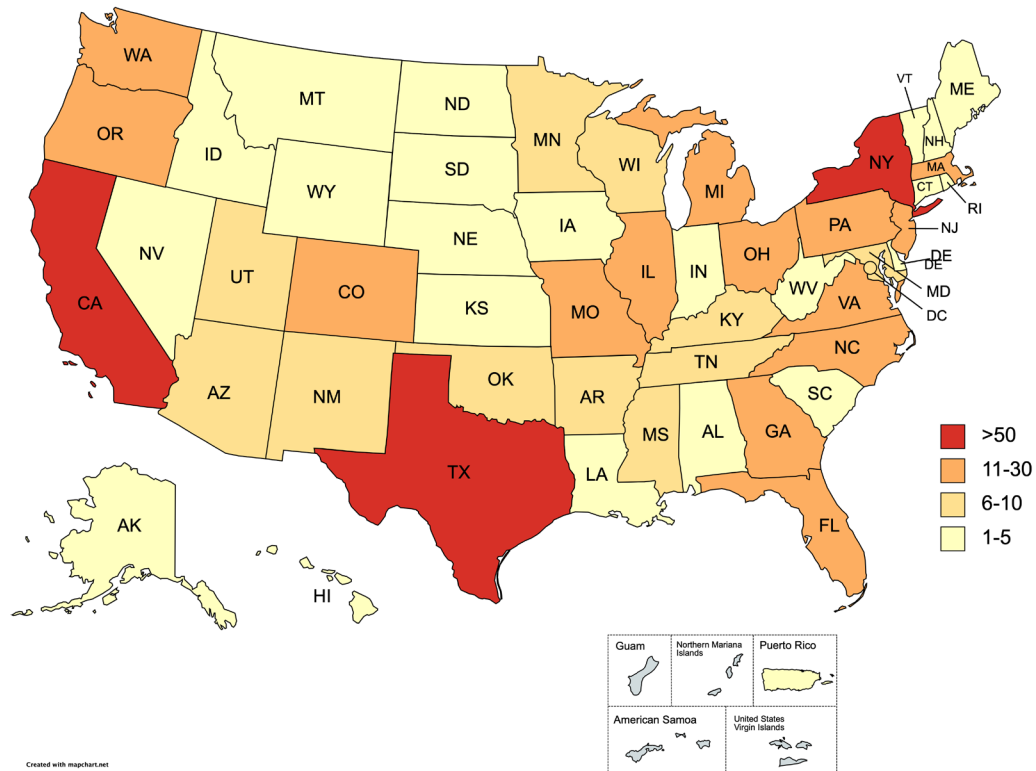 WA
OR
CA
ID
NV
MT
WY
UT
AZ
CO
NM
ND
SD
NE
KS
OK
TX
MN
IA
MO
AR
LA
WI
IL
MI
IN
OH
KY
TN
MS
AL
GA
FL
SC
NC
VA
WV
PA
NY
VT
NH
ME
MA
CT
RI
NJ
DE
DE
MD
DC
AK
HI
>50
11-30
6-10
1-5
Guam
Northern Mariana
Islands
Puerto Rico
American Samoa
United States
Virgin Islands
Created with mapchart.net